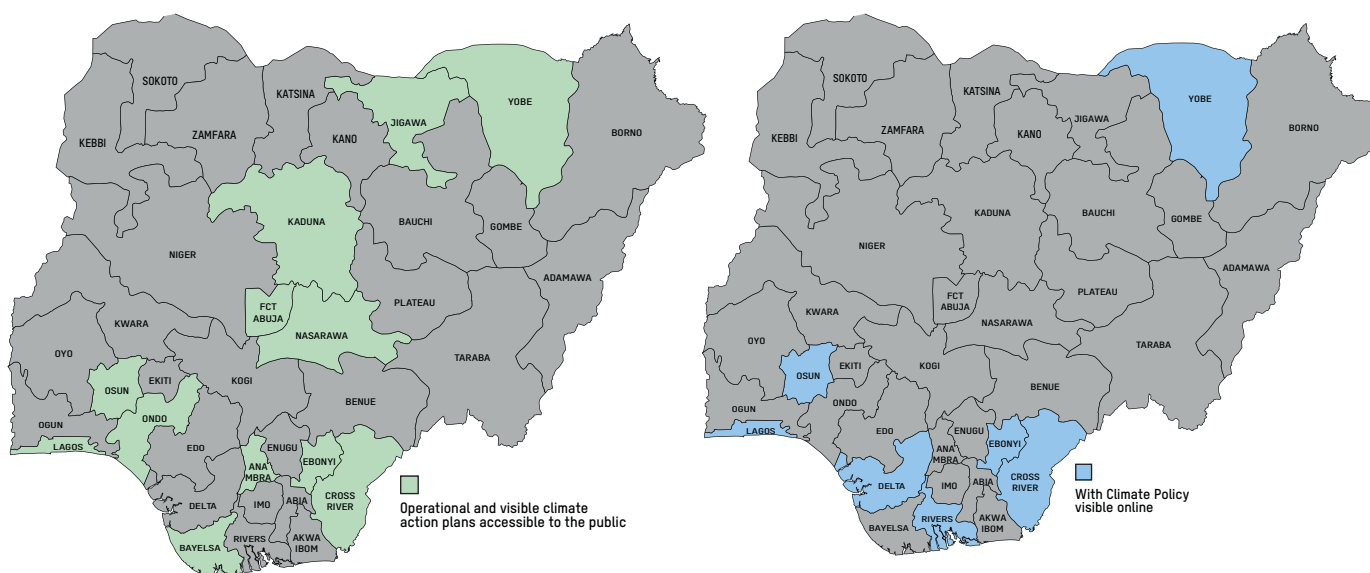 SOKOTO
KATSINA
YOBE
JIGAWA
KEBBI
ZAMFARA
KANO
BORNO
KADUNA
BAUCHI
GOMBE
NIGER
ADAMAWA
FCT
ABUJA
PLATEAU
KWARA
NASARAWA
OYO
TARABA
OSUN
EKITI
KOGI
BENUE
ONDO
OGUN
LAGOS
EDO
ENUGU
ANA
MBRA
EBONYI
CROSS
RIVER
DELTA
IMO
ABIA
BAYELSA
RIVERS
AKWA
IBOM
Operational and visible climate
action plans accessible to the public
SOKOTO
KATSINA
YOBE
JIGAWA
KEBBI
ZAMFARA
KANO
BORNO
KADUNA
BAUCHI
GOMBE
NIGER
ADAMAWA
FCT
ABUJA
PLATEAU
KWARA
NASARAWA
OYO
TARABA
OSUN
EKITI
KOGI
BENUE
ONDO
OGUN
LAGOS
EDO
ENUGU
ANA
MBRA
EBONYI
CROSS
RIVER
DELTA
IMO
ABIA
BAYELSA
RIVERS
AKWA
IBOM
With Climate Policy
visible online